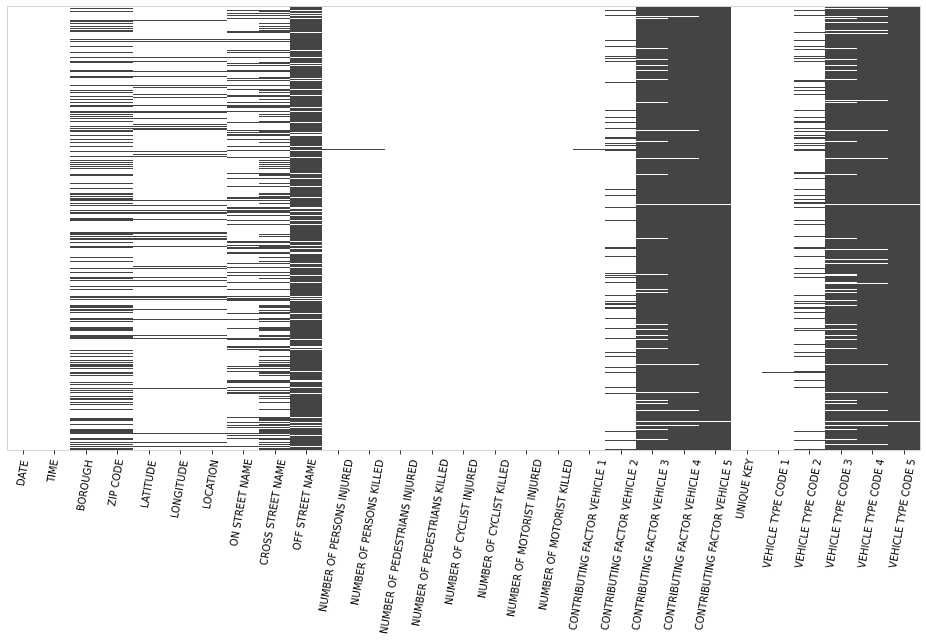 DATE
TIME
BOROUGH
ZIP CODE
LATITUDE
LONGITUDE
LOCATION
ON STREET NAME
CROSS STREET NAME
OFF STREET NAME
NUMBER OF PERSONS INJURED
NUMBER OF PERSONS KILLED
NUMBER OF PEDESTRIANS INJURED
NUMBER OF PEDESTRIANS KILLED
NUMBER OF CYCLIST INJURED
NUMBER OF CYCLIST KILLED
NUMBER OF MOTORIST INJURED
NUMBER OF MOTORIST KILLED
CONTRIBUTING FACTOR VEHICLE 1
CONTRIBUTING FACTOR VEHICLE 2
CONTRIBUTING FACTOR VEHICLE 3
CONTRIBUTING FACTOR VEHICLE 4
CONTRIBUTING FACTOR VEHICLE 5
UNIQUE KEY
VEHICLE TYPE CODE 1
VEHICLE TYPE CODE 2
VEHICLE TYPE CODE 3
VEHICLE TYPE CODE 4
VEHICLE TYPE CODE 5